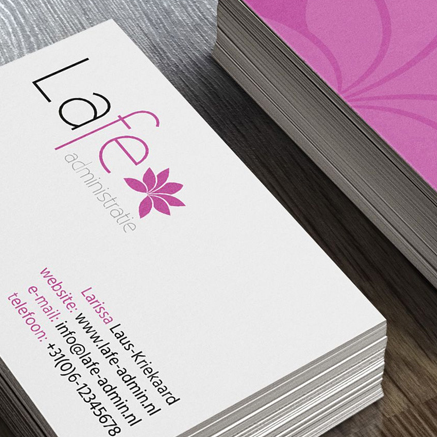 Lafe
administratie
Larissa Laus-Kriekaard
website: www.lafe-admin.nl
e-mail: info@lafe-admin.nl
telefoon: +31(0)6-12345678